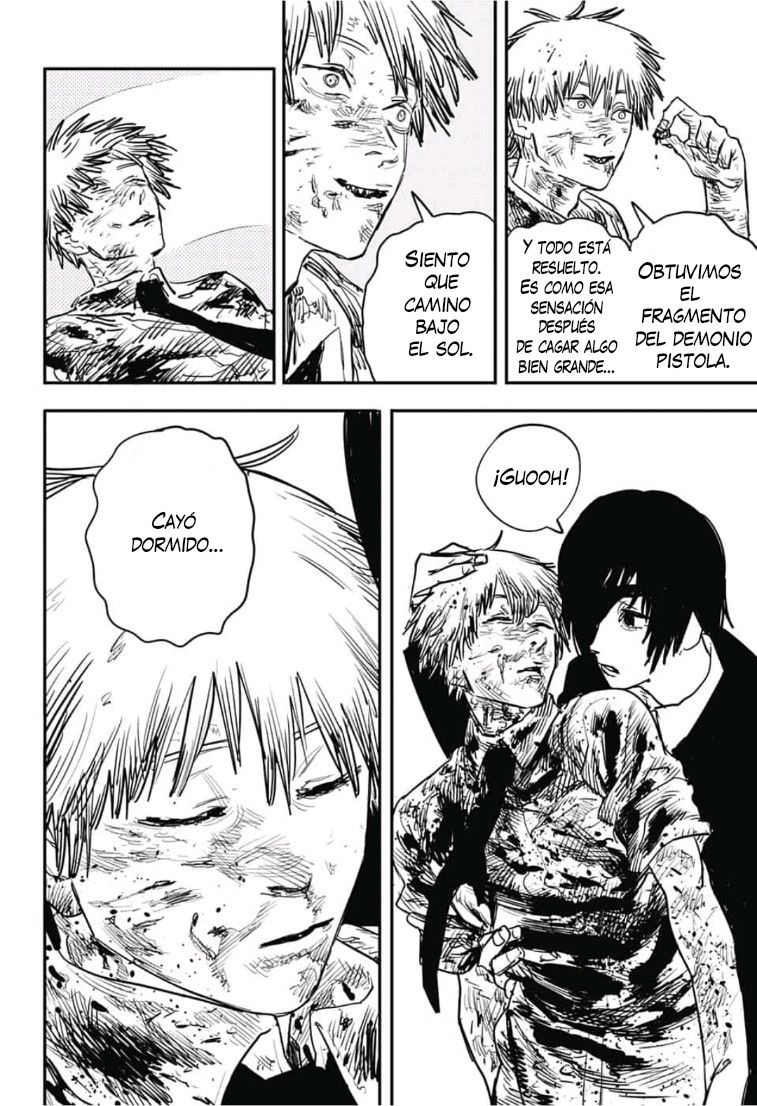 OBTUVIMOS
EL
FRAGMENTO
DEL DEMONIO
PISTOLA.
Y TODO ESTÁ
RESUELTO.
ES COMO ESA
SENSACIÓN
DESPUÉS
DE CAGAR ALGO
BIEN GRANDE...
SIENTO
QUE
CAMINO
BAJO
EL SOL.
¡GUOOH!
CAYÓ
DORMIDO...